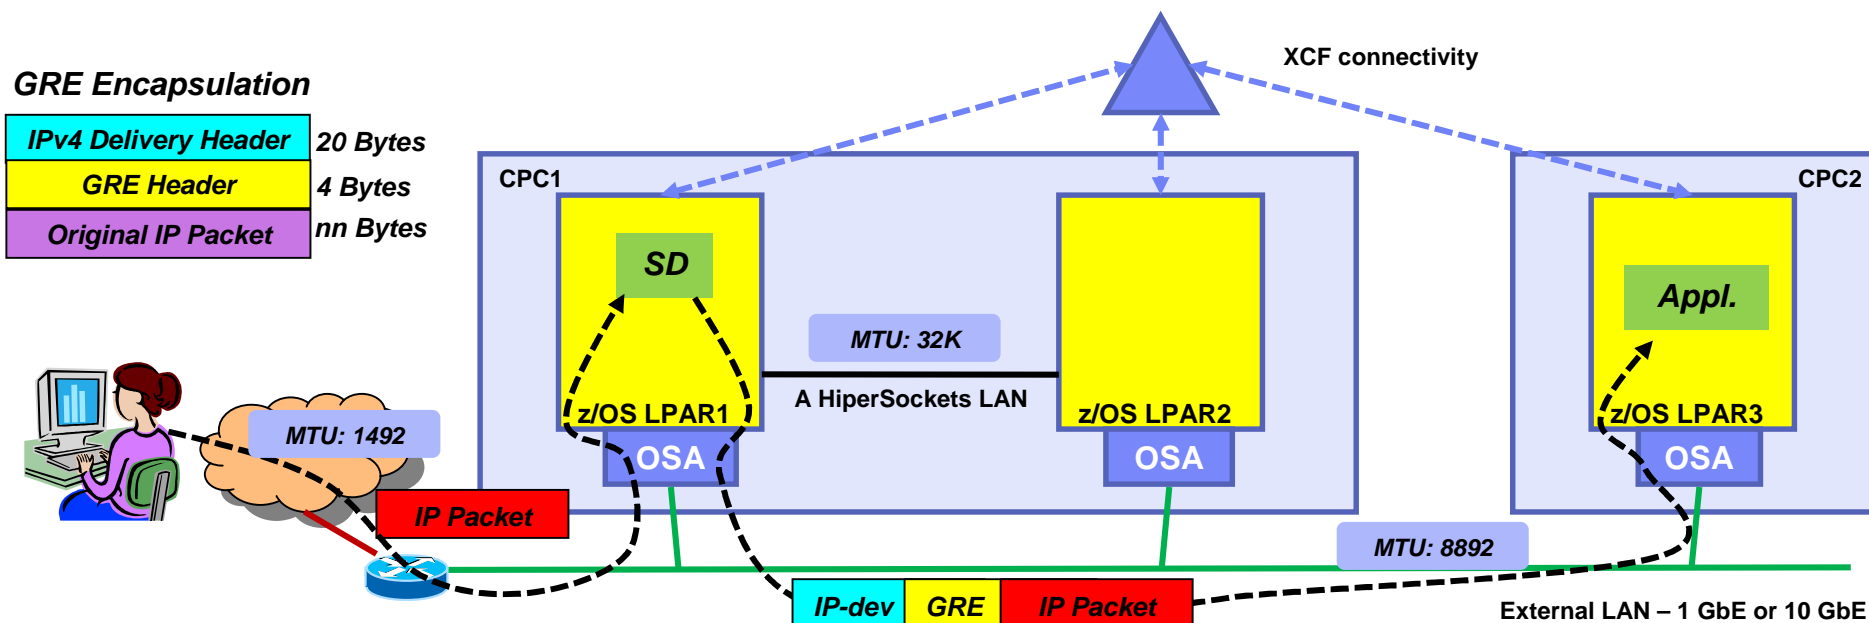 GRE Encapsulation
IPv4 Delivery Header
20 Bytes
GRE Header
4 Bytes
Original IP Packet
nn Bytes
XCF connectivity
CPC1
CPC2
SD
Appl.
MTU: 32K
A HiperSockets LAN
z/OS LPAR1
z/OS LPAR2
z/OS LPAR3
MTU: 1492
OSA
OSA
OSA
IP Packet
MTU: 8892
IP-dev
GRE
IP Packet
External LAN – 1 GbE or 10 GbE